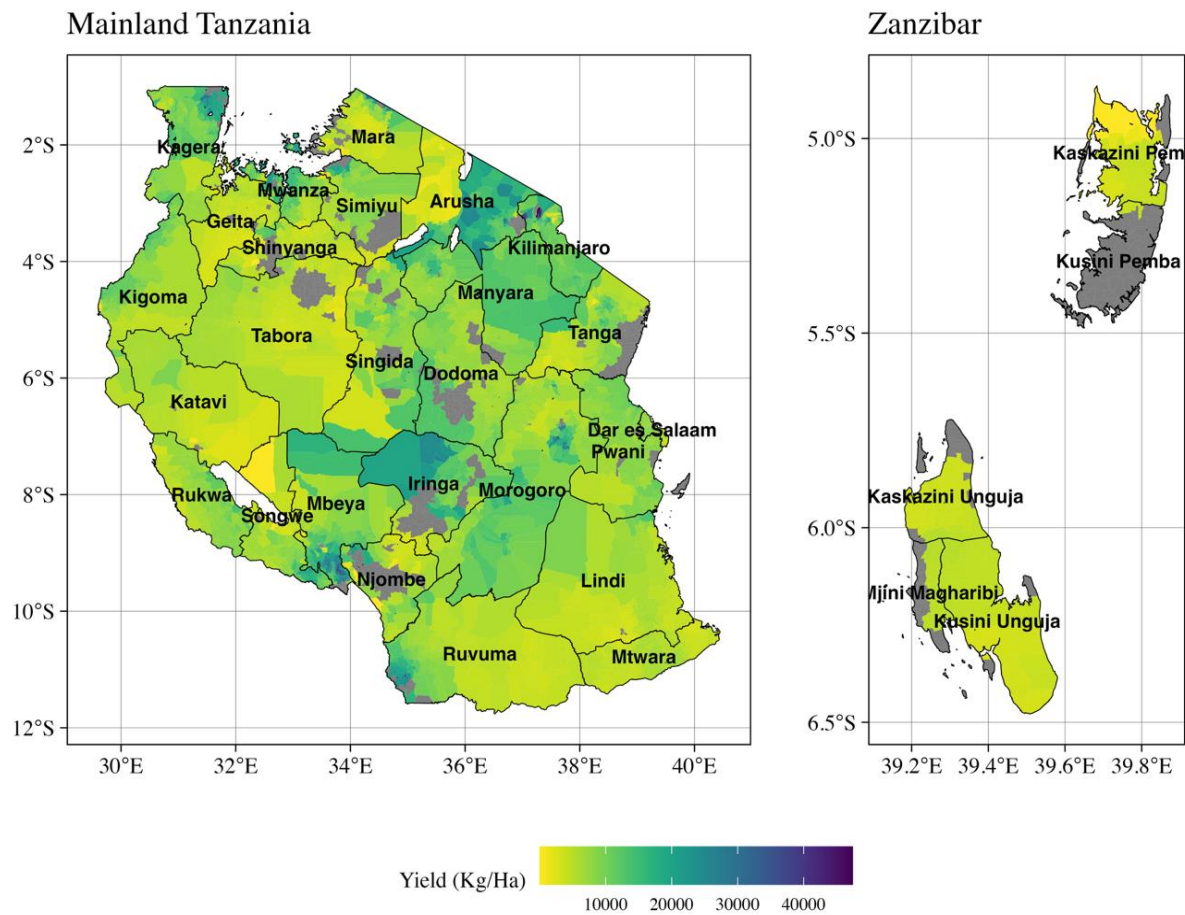 Mainland Tanzania
Zanzibar
2°S
4°S
6°S
8°S
10°S
12°S
30°E
32°E
34°E
36°E
38°E
40°E
Kagera
Mara
Mwanza
Simiyu
Arusha
Geita
Shinyanga
Kilimanjaro
Kigoma
Manyara
Tabora
Tanga
Singida
Dodoma
Katavi
Dar es Salaam
Pwani
Rukwa
Mbeya
Iringa
Morogoro
Songwe
Njombe
Lindi
Ruvuma
Mtwara
5.0°S
5.5°S
6.0°S
6.5°S
39.2°E
39.4°E
39.6°E
39.8°E
Kaskazini Pem
Kusini Pemba
Kaskazini Unguja
Mjini Magharibi
Kusini Unguja
Yield (Kg/Ha)
10000
20000
30000
40000